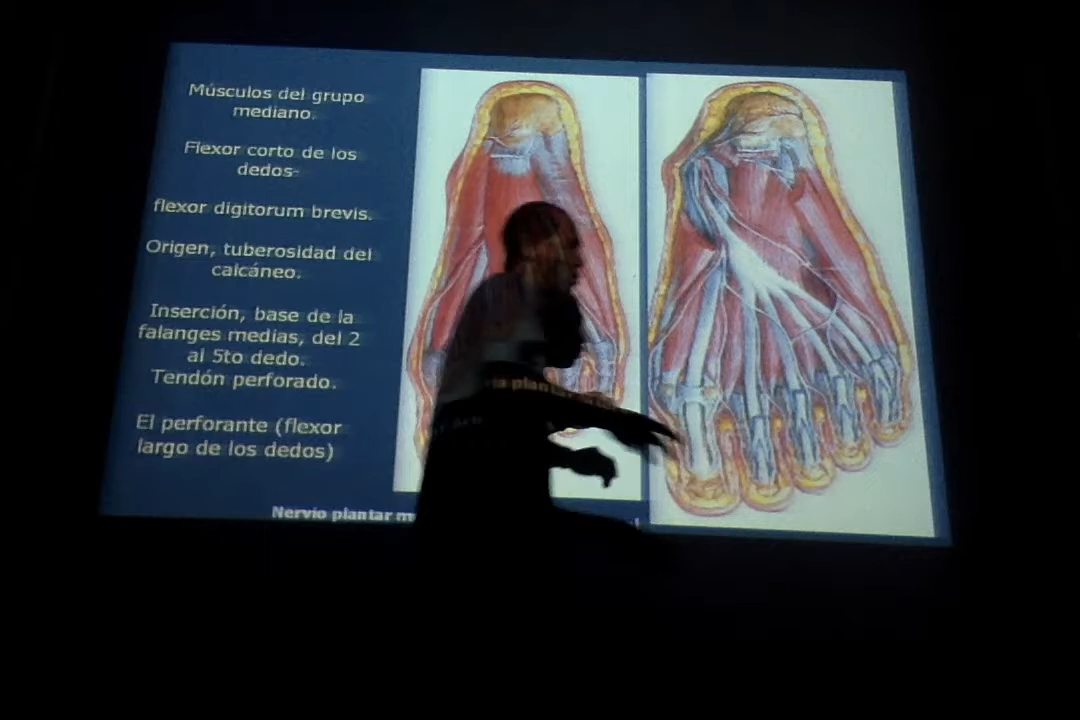 Músculos del grupo
mediano.
Flexor corto de los
dedos-
flexor digitorum brevis.
Origen, tuberosidad del
calcáneo.
Inserción, base de la
falanges medias, del 2
al 5to dedo.
Tendón perforado.
El perforante (flexor
largo de los dedos)
Nervio plantar